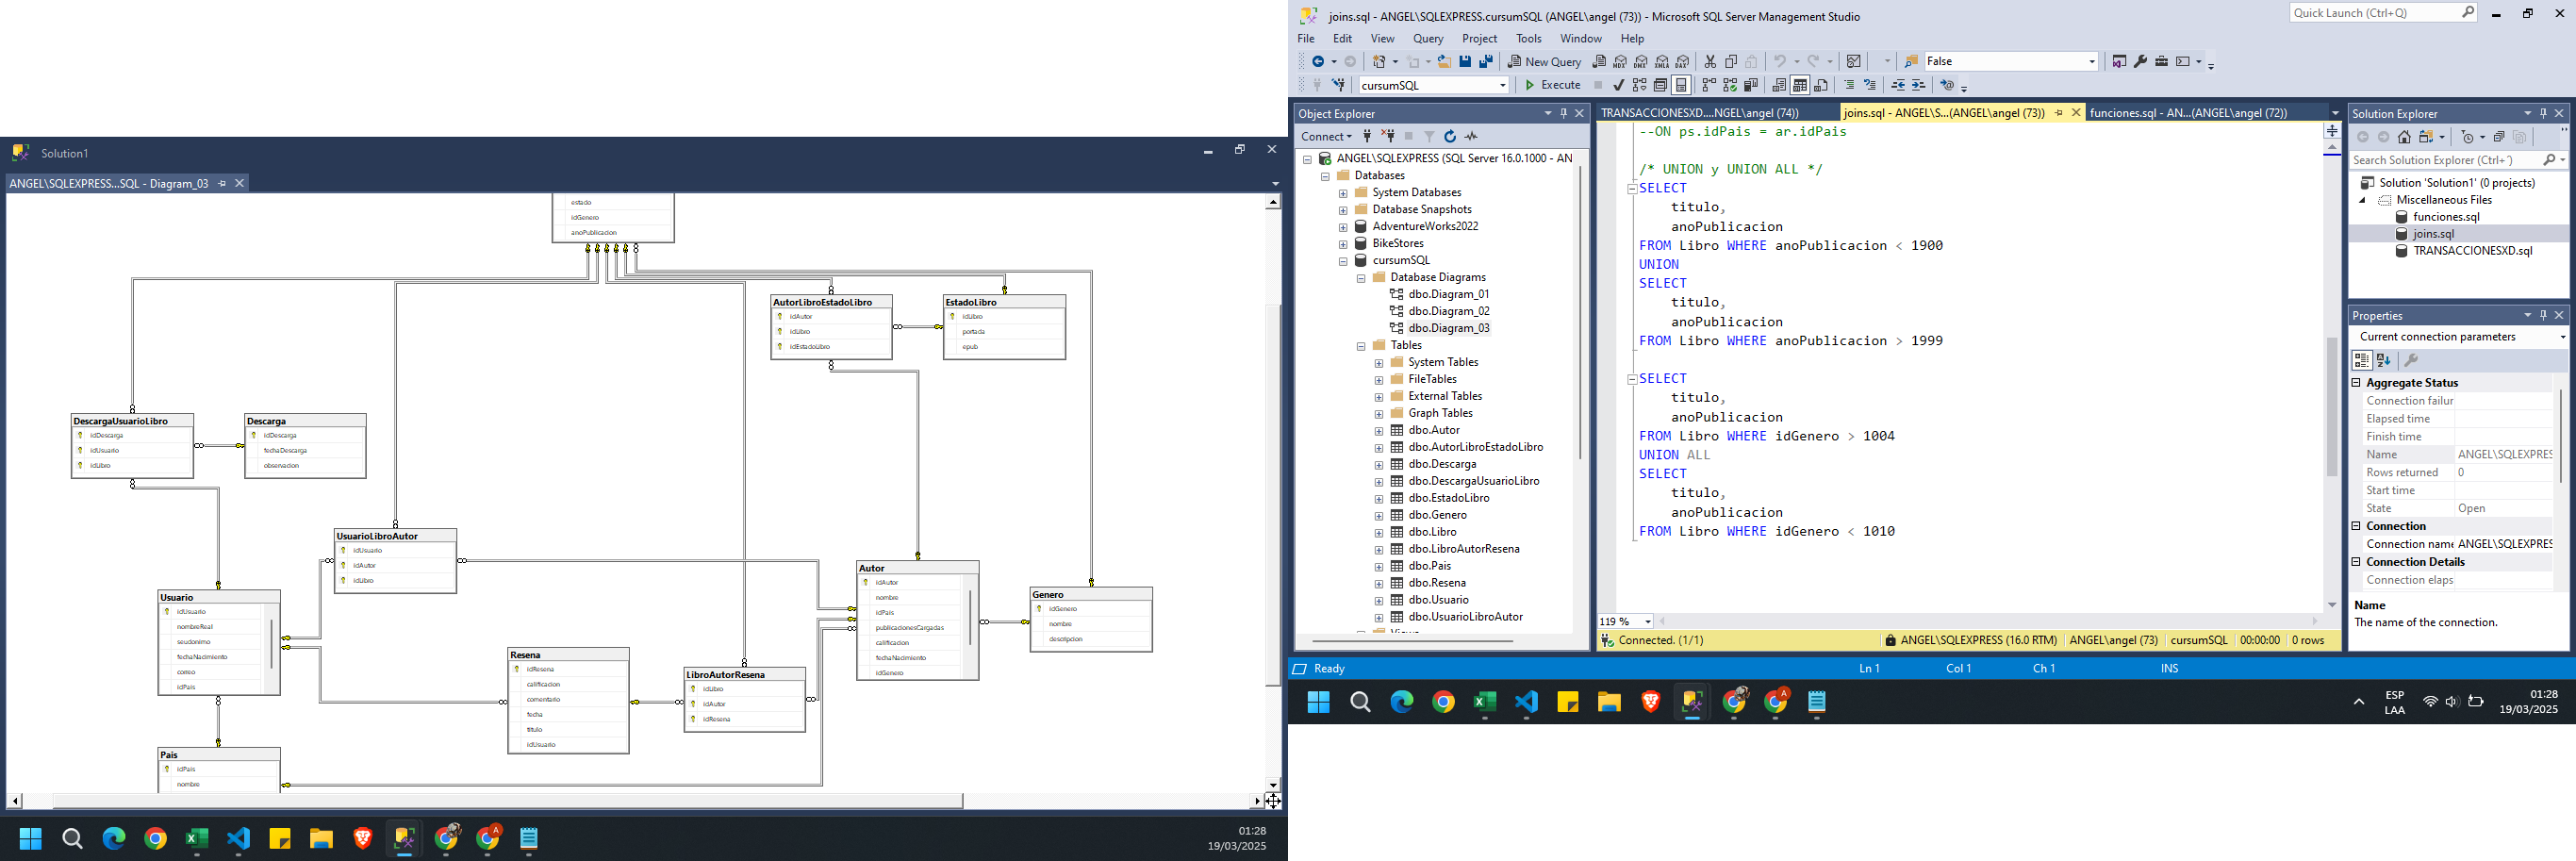 Solution1
ANGEL\SQLEXPRESS...SQL - Diagram_03
estado
idGenero
anoPublicacion
AutorLibroEstadoLibro
idAutor
idLibro
idEstadoLibro
EstadoLibro
idLibro
portada
epub
DescargaUsuarioLibro
idDescarga
idUsuario
idLibro
Descarga
idDescarga
fechaDescarga
observacion
UsuarioLibroAutor
idUsuario
idAutor
idLibro
Autor
idAutor
nombre
idPais
publicacionesCargadas
calificacion
fechaNacimiento
idGenero
Genero
idGenero
nombre
descripcion
Usuario
idUsuario
nombreReal
seudonimo
fechaNacimiento
correo
idPais
Resena
idResena
calificacion
comentario
fecha
titulo
idUsuario
LibroAutorResena
idLibro
idAutor
idResena
Pais
idPais
nombre
01:28
19/03/2025
joins.sql - ANGEL\SQLEXPRESS.cursumSQL (ANGEL\angel (73)) - Microsoft SQL Server Management Studio
Quick Launch (Ctrl+Q)
File Edit View Query Project Tools Window Help
New Query
MDX DMX XMLA DAX
False
cursumSQL
Execute
Object Explorer
Connect
ANGEL\SQLEXPRESS (SQL Server 16.0.1000 - AN
Databases
System Databases
Database Snapshots
AdventureWorks2022
BikeStores
cursumSQL
Database Diagrams
dbo.Diagram_01
dbo.Diagram_02
dbo.Diagram_03
Tables
System Tables
FileTables
External Tables
Graph Tables
dbo.Autor
dbo.AutorLibroEstadoLibro
dbo.Descarga
dbo.DescargaUsuarioLibro
dbo.EstadoLibro
dbo.Genero
dbo.Libro
dbo.LibroAutorResena
dbo.Pais
dbo.Resena
dbo.Usuario
dbo.UsuarioLibroAutor
Views
TRANSACCIONESXD....NGEL\angel (74))
joins.sql - ANGEL\S...(ANGEL\angel (73))
funciones.sql - AN...(ANGEL\angel (72))
--ON ps.idPais = ar.idPais
/* UNION y UNION ALL */
SELECT
titulo,
anoPublicacion
FROM Libro WHERE anoPublicacion < 1900
UNION
SELECT
titulo,
anoPublicacion
FROM Libro WHERE anoPublicacion > 1999
SELECT
titulo,
anoPublicacion
FROM Libro WHERE idGenero > 1004
UNION ALL
SELECT
titulo,
anoPublicacion
FROM Libro WHERE idGenero < 1010
119 %
Connected. (1/1)
ANGEL\SQLEXPRESS (16.0 RTM) ANGEL\angel (73) cursumSQL 00:00:00 0 rows
Solution Explorer
Search Solution Explorer (Ctrl+´)
Solution 'Solution1' (0 projects)
Miscellaneous Files
funciones.sql
joins.sql
TRANSACCIONESXD.sql
Properties
Current connection parameters
Aggregate Status
Connection failur
Elapsed time
Finish time
Name ANGEL\SQLEXPRES
Rows returned 0
Start time
State Open
Connection
Connection name ANGEL\SQLEXPRES
Connection Details
Connection elaps
Name
The name of the connection.
Ready
Ln 1 Col 1 Ch 1 INS
ESP
LAA
01:28
19/03/2025